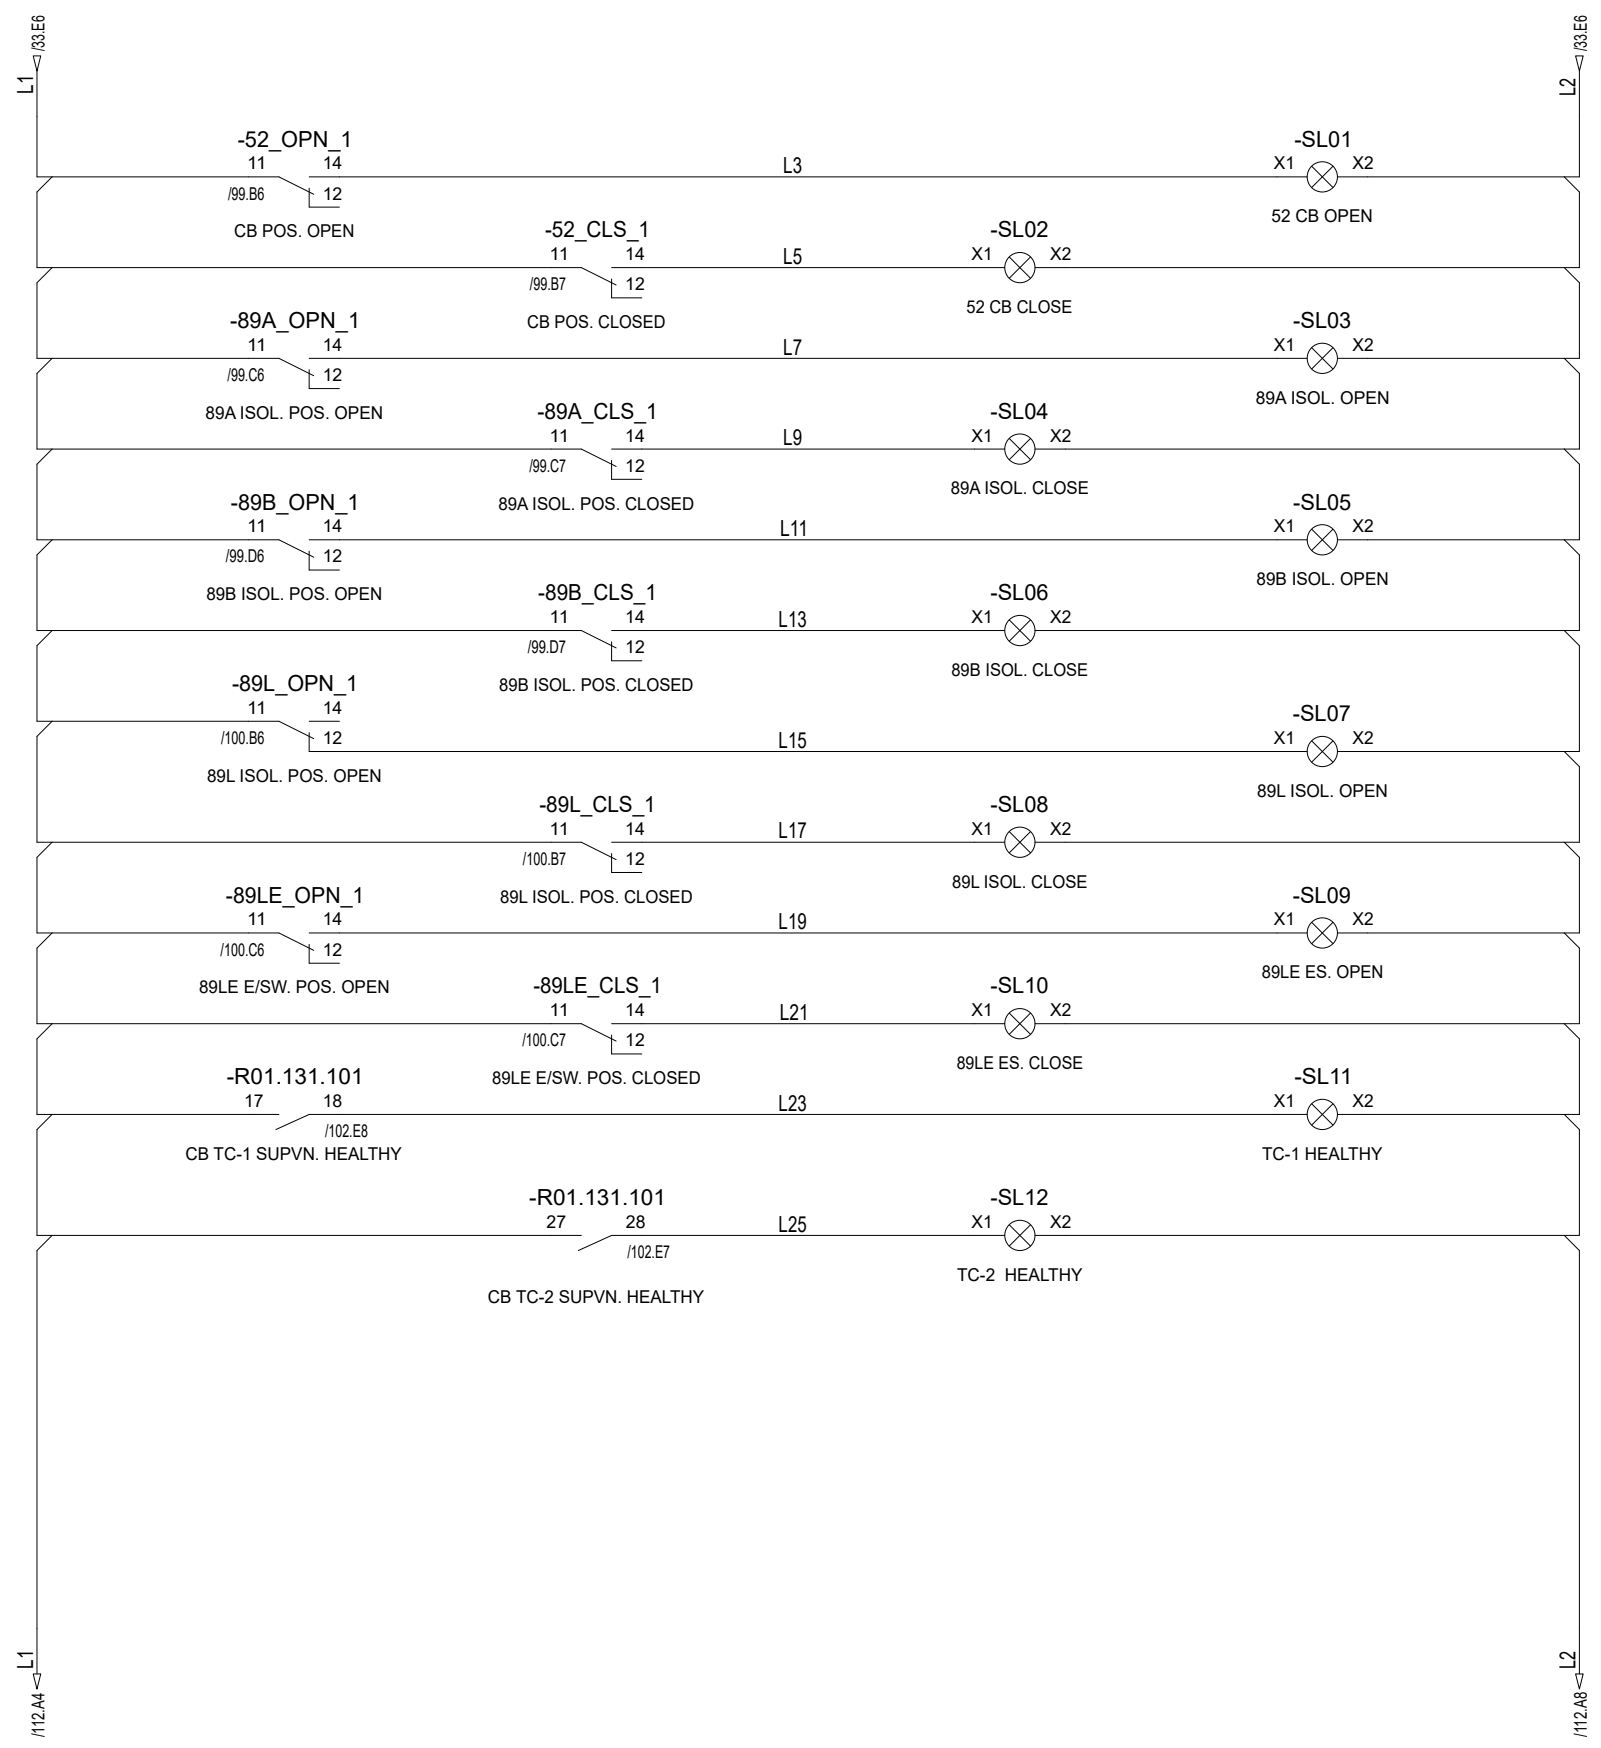 /33.E6
/33.E6
L1
L2
-52_OPN_1
-SL01
11 14
L3
X1 X2
/99.B6
12
52 CB OPEN
CB POS. OPEN
-52_CLS_1
-SL02
11 14
L5
X1 X2
/99.B7
12
52 CB CLOSE
CB POS. CLOSED
-89A_OPN_1
-SL03
11 14
L7
X1 X2
/99.C6
12
89A ISOL. OPEN
89A ISOL. POS. OPEN
-89A_CLS_1
-SL04
11 14
L9
X1 X2
/99.C7
12
89A ISOL. CLOSE
89A ISOL. POS. CLOSED
-89B_OPN_1
-SL05
11 14
L11
X1 X2
/99.D6
12
89B ISOL. OPEN
89B ISOL. POS. OPEN
-89B_CLS_1
-SL06
11 14
L13
X1 X2
/99.D7
12
89B ISOL. CLOSE
89B ISOL. POS. CLOSED
-89L_OPN_1
-SL07
11 14
/100.B6
12
L15
X1 X2
89L ISOL. POS. OPEN
89L ISOL. OPEN
-89L_CLS_1
-SL08
11 14
L17
X1 X2
/100.B7
12
89L ISOL. CLOSE
89L ISOL. POS. CLOSED
-89LE_OPN_1
-SL09
11 14
L19
X1 X2
/100.C6
12
89LE ES. OPEN
89LE E/SW. POS. OPEN
-89LE_CLS_1
-SL10
11 14
L21
X1 X2
/100.C7
12
89LE ES. CLOSE
89LE E/SW. POS. CLOSED
-R01.131.101
-SL11
17 18
L23
X1 X2
/102.E8
CB TC-1 SUPVN. HEALTHY
TC-1 HEALTHY
-R01.131.101
-SL12
27 28
L25
X1 X2
/102.E7
TC-2 HEALTHY
CB TC-2 SUPVN. HEALTHY
L1
L2
/112.A4
/112.A8